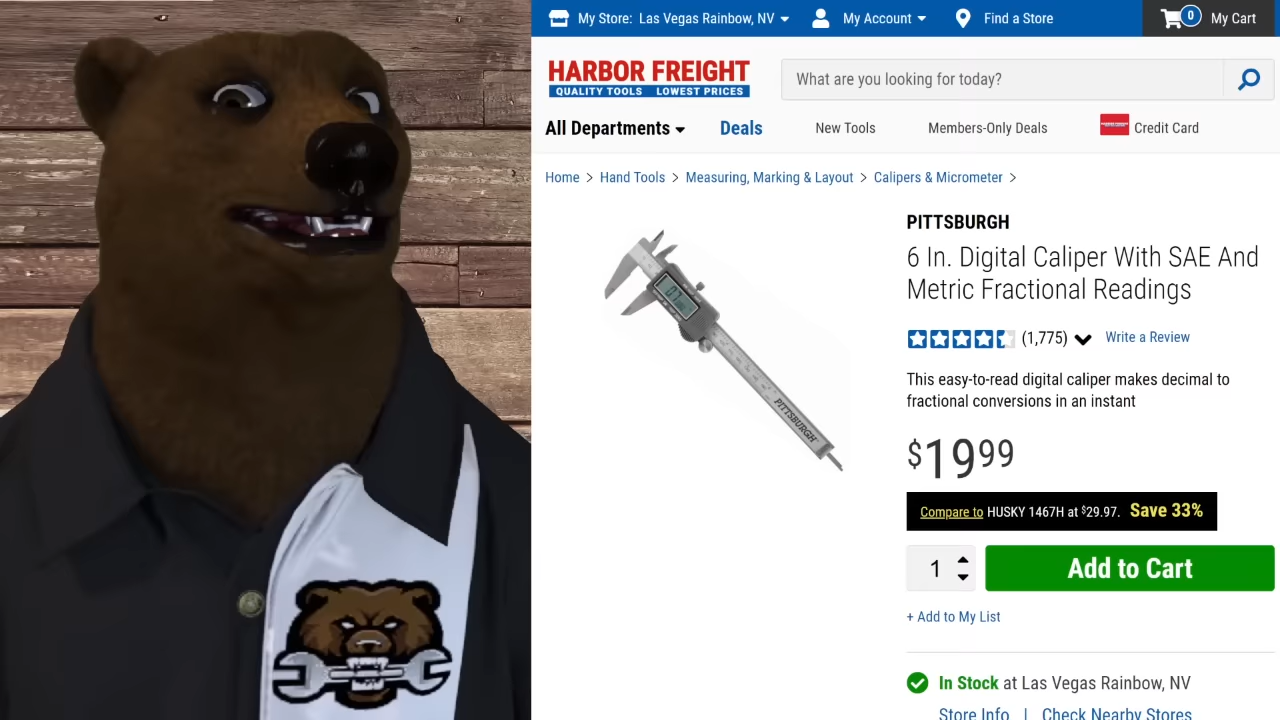 My Store: Las Vegas Rainbow, NV
My Account
Find a Store
0
My Cart
HARBOR FREIGHT
QUALITY TOOLS LOWEST PRICES
What are you looking for today?
All Departments
Deals
New Tools
Members-Only Deals
Credit Card
Home > Hand Tools > Measuring, Marking & Layout > Calipers & Micrometer >
PITTSBURGH
6 In. Digital Caliper With SAE And
Metric Fractional Readings
(1,775)
Write a Review
This easy-to-read digital caliper makes decimal to
fractional conversions in an instant
$1999
Compare to HUSKY 1467H at $29.97. Save 33%
1
Add to Cart
+ Add to My List
In Stock at Las Vegas Rainbow, NV
Store Info | Check Nearby Stores
PITTSBURGH